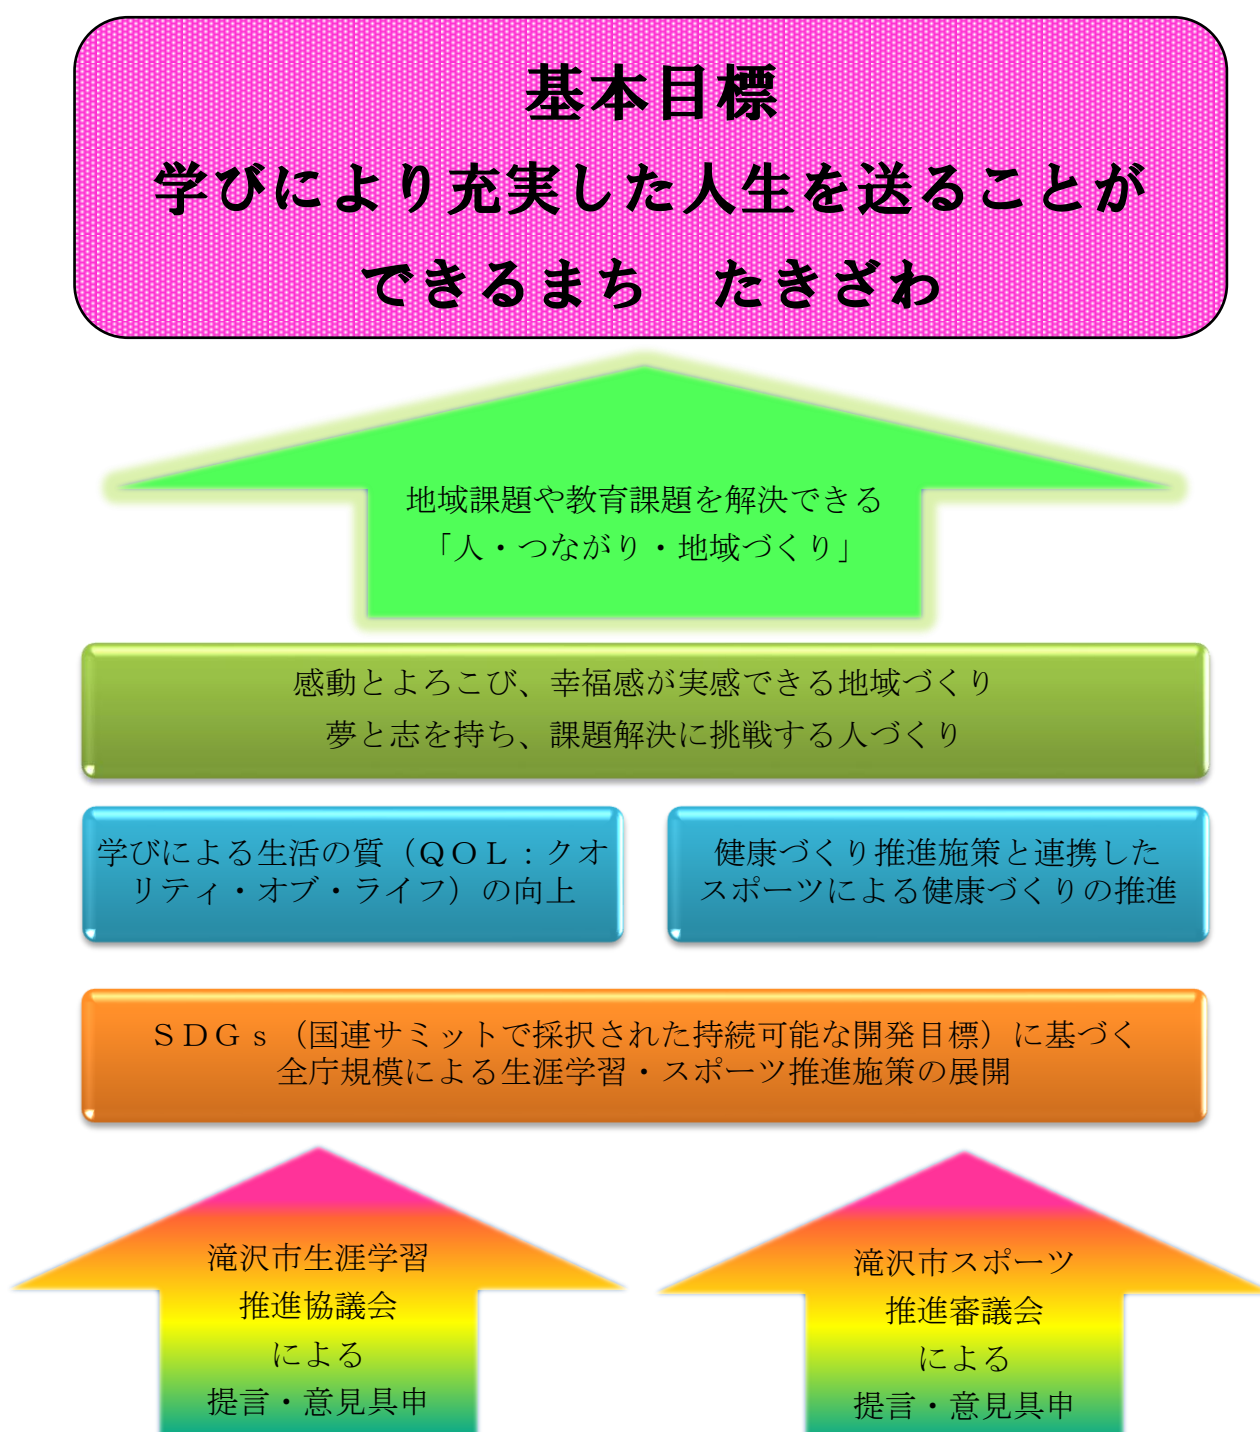 基本目標
学びにより充実した人生を送ることが
できるまち　たきざわ
地域課題や教育課題を解決できる
「人・つながり・地域づくり」
感動とよろこび、幸福感が実感できる地域づくり
夢と志を持ち、課題解決に挑戦する人づくり
学びによる生活の質（ＱＯＬ：クオ
リティ・オブ・ライフ）の向上
健康づくり推進施策と連携した
スポーツによる健康づくりの推進
ＳＤＧｓ（国連サミットで採択された持続可能な開発目標）に基づく
全庁規模による生涯学習・スポーツ推進施策の展開
滝沢市生涯学習
推進協議会
による
提言・意見具申
滝沢市スポーツ
推進審議会
による
提言・意見具申